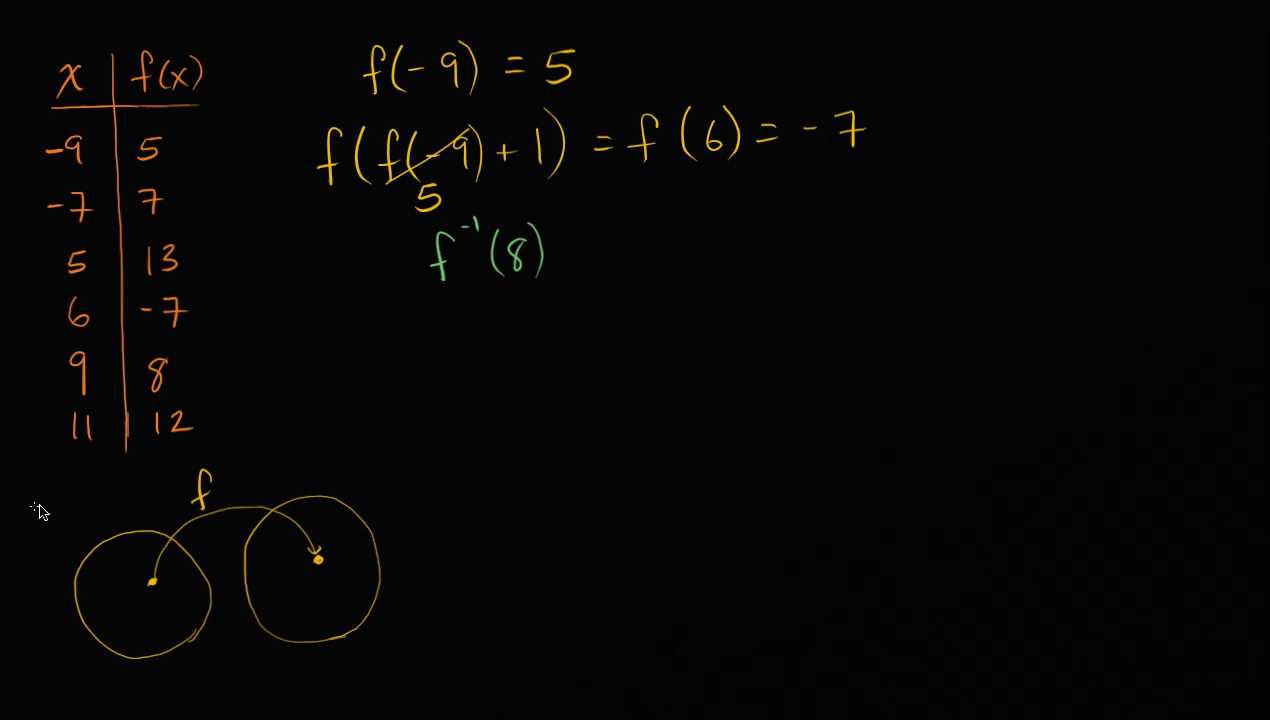 x f(x)
-9 5
-7 7
5 13
6 -7
9 8
11 12
f(-9) = 5
f(f(-9) + 1) = f(6) = -7
5
f⁻¹(8)
f